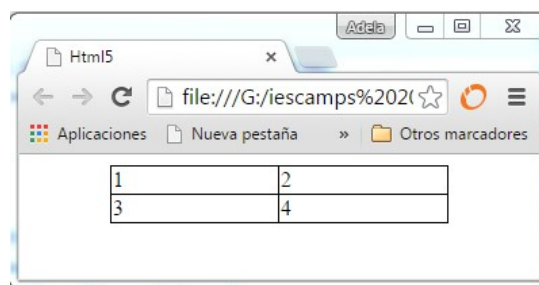 Adela
Html5
file:///G:/iescamps%202(
Aplicaciones Nueva pestaña » Otros marcadores
1 2
3 4